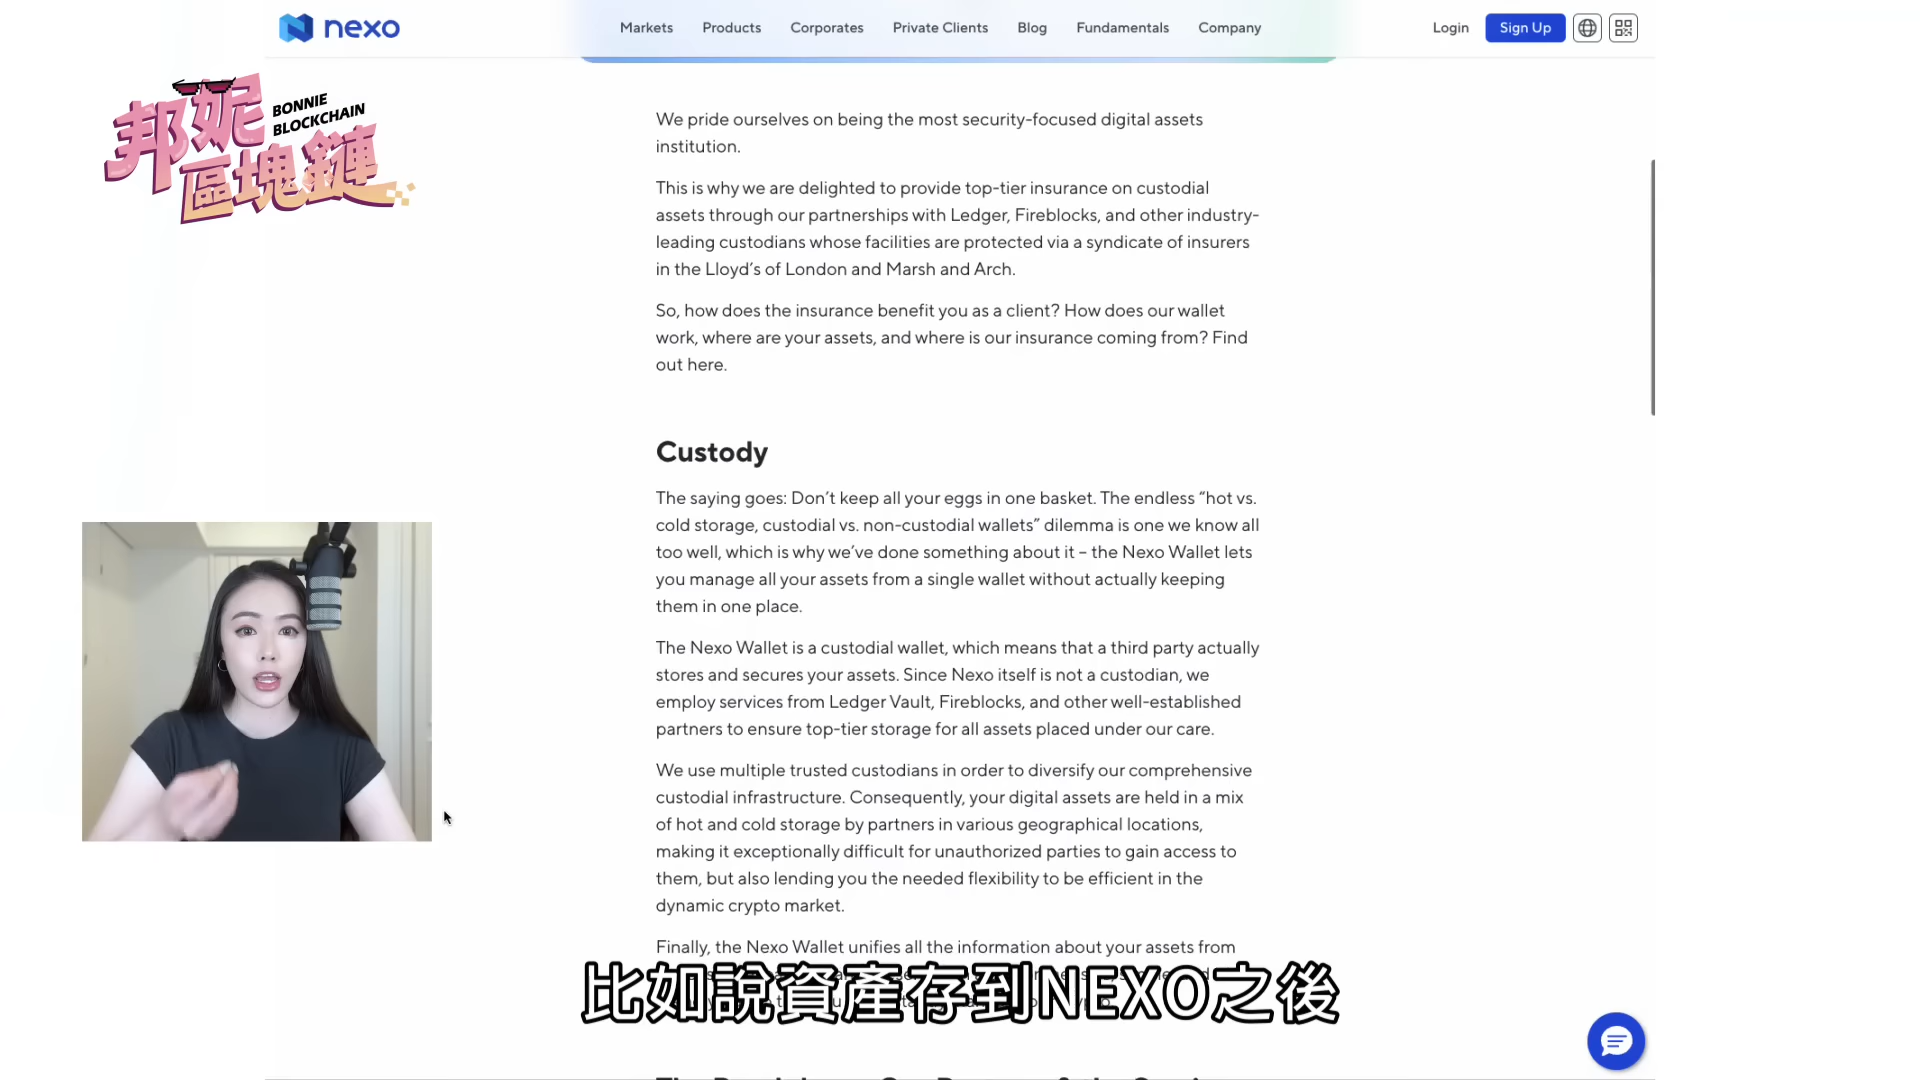 nexo
Markets Products Corporates Private Clients Blog Fundamentals Company
Login Sign Up
邦妮
區塊鏈
BONNIE
BLOCKCHAIN
We pride ourselves on being the most security-focused digital assets
institution.
This is why we are delighted to provide top-tier insurance on custodial
assets through our partnerships with Ledger, Fireblocks, and other industry-
leading custodians whose facilities are protected via a syndicate of insurers
in the Lloyd’s of London and Marsh and Arch.
So, how does the insurance benefit you as a client? How does our wallet
work, where are your assets, and where is our insurance coming from? Find
out here.
Custody
The saying goes: Don’t keep all your eggs in one basket. The endless “hot vs.
cold storage, custodial vs. non-custodial wallets” dilemma is one we know all
too well, which is why we’ve done something about it – the Nexo Wallet lets
you manage all your assets from a single wallet without actually keeping
them in one place.
The Nexo Wallet is a custodial wallet, which means that a third party actually
stores and secures your assets. Since Nexo itself is not a custodian, we
employ services from Ledger Vault, Fireblocks, and other well-established
partners to ensure top-tier storage for all assets placed under our care.
We use multiple trusted custodians in order to diversify our comprehensive
custodial infrastructure. Consequently, your digital assets are held in a mix
of hot and cold storage by partners in various geographical locations,
making it exceptionally difficult for unauthorized parties to gain access to
them, but also lending you the needed flexibility to be efficient in the
dynamic crypto market.
Finally, the Nexo Wallet unifies all the information about your assets from
比如說資產存到NEXO之後